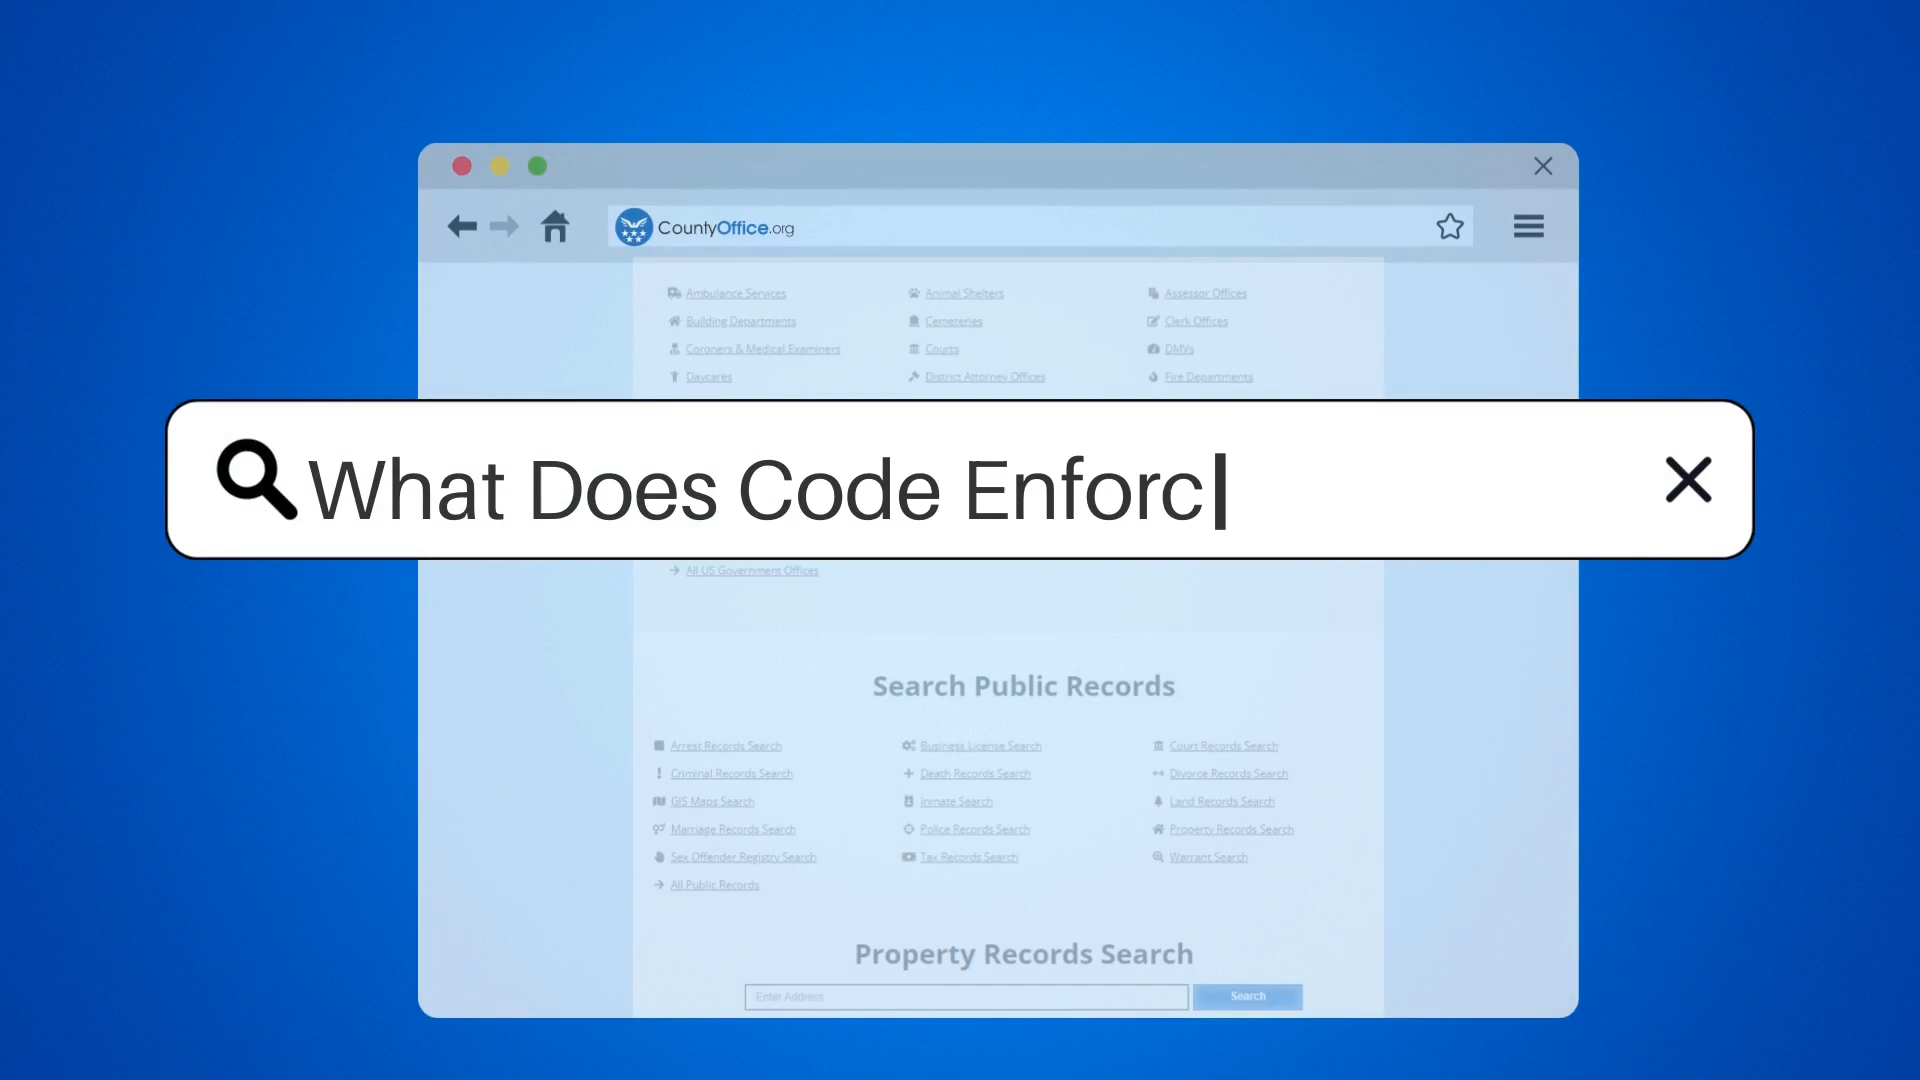 CountyOffice.org
Ambulance Services Animal Shelters Assessor Offices
Building Departments Cemeteries Clerk Offices
Coroners & Medical Examiners Courts DMVs
Daycares District Attorney Offices Fire Departments
What Does Code Enforc
All US Government Offices
Search Public Records
Arrest Records Search Business License Search Court Records Search
Criminal Records Search Death Records Search Divorce Records Search
GIS Maps Search Inmate Search Land Records Search
Marriage Records Search Police Records Search Property Records Search
Sex Offender Registry Search Tax Records Search Warrant Search
All Public Records
Property Records Search
Enter Address Search